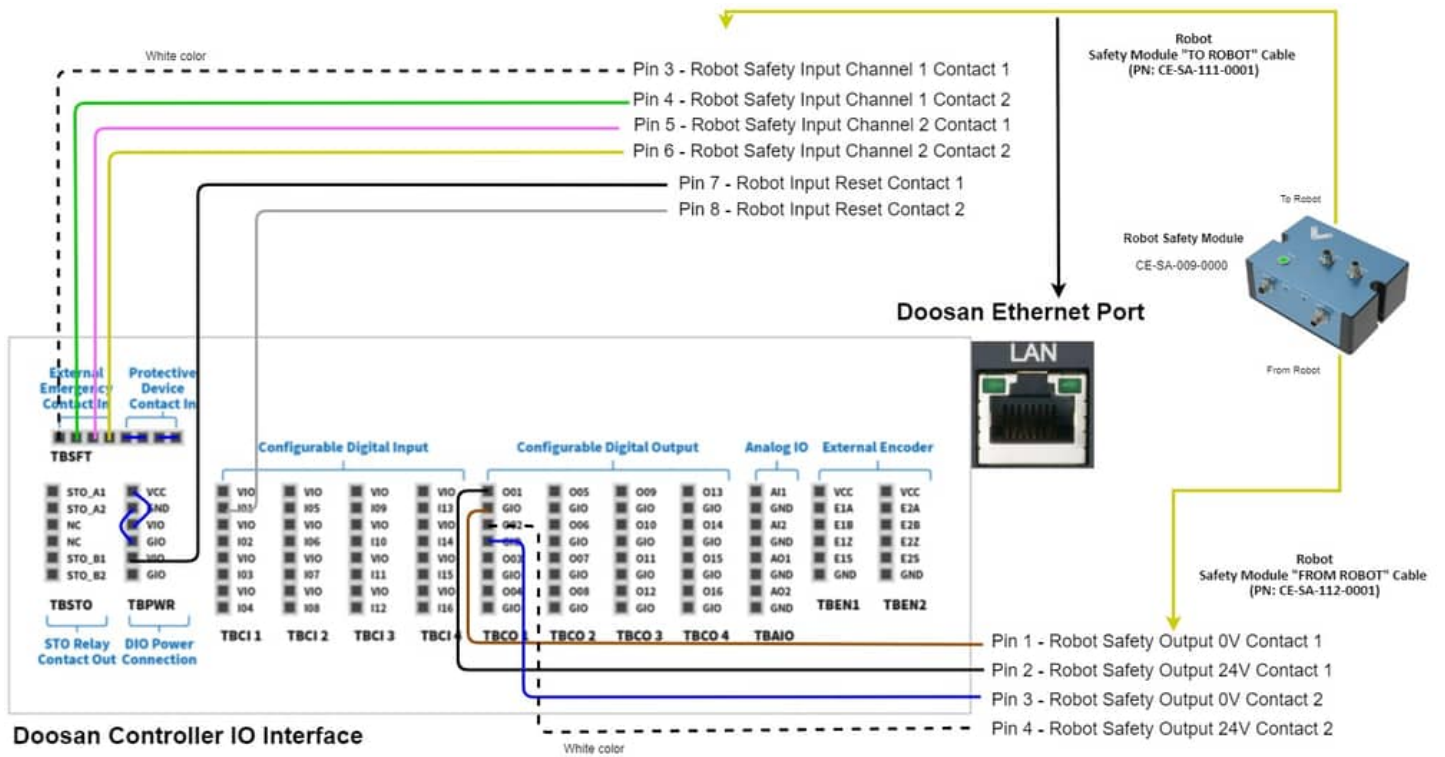 White color
Robot
Safety Module "TO ROBOT" Cable
(PN: CE-SA-111-0001)
Pin 3 - Robot Safety Input Channel 1 Contact 1
Pin 4 - Robot Safety Input Channel 1 Contact 2
Pin 5 - Robot Safety Input Channel 2 Contact 1
Pin 6 - Robot Safety Input Channel 2 Contact 2
Pin 7 - Robot Input Reset Contact 1
Pin 8 - Robot Input Reset Contact 2
To Robot
Robot Safety Module
CE-SA-009-0000
From Robot
Doosan Ethernet Port
LAN
External
Emergency
Contact In
Protective
Device
Contact In
TBSFT
Configurable Digital Input
Configurable Digital Output
Analog IO
External Encoder
STO_A1 VCC VIO VIO VIO VIO O01 O05 O09 O13 AI1 VCC VCC
STO_A2 GND I01 I05 I09 I13 GIO GIO GIO GIO GND E1A E2A
NC VIO VIO VIO VIO VIO O02 O06 O10 O14 AI2 E1B E2B
NC GIO I02 I06 I10 I14 GIO GIO GIO GIO GND E1Z E2Z
STO_B1 VIO VIO VIO VIO VIO O03 O07 O11 O15 AO1 E1S E2S
STO_B2 GIO I03 I07 I11 I15 GIO GIO GIO GIO GND GND GND
VIO VIO VIO VIO O04 O08 O12 O16 AO2
I04 I08 I12 I16 GIO GIO GIO GIO GND
TBSTO TBPWR TBCI 1 TBCI 2 TBCI 3 TBCI 4 TBCO 1 TBCO 2 TBCO 3 TBCO 4 TBAIO TBEN1 TBEN2
STO Relay
Contact Out
DIO Power
Connection
Robot
Safety Module "FROM ROBOT" Cable
(PN: CE-SA-112-0001)
Pin 1 - Robot Safety Output 0V Contact 1
Pin 2 - Robot Safety Output 24V Contact 1
Pin 3 - Robot Safety Output 0V Contact 2
Pin 4 - Robot Safety Output 24V Contact 2
White color
Doosan Controller IO Interface